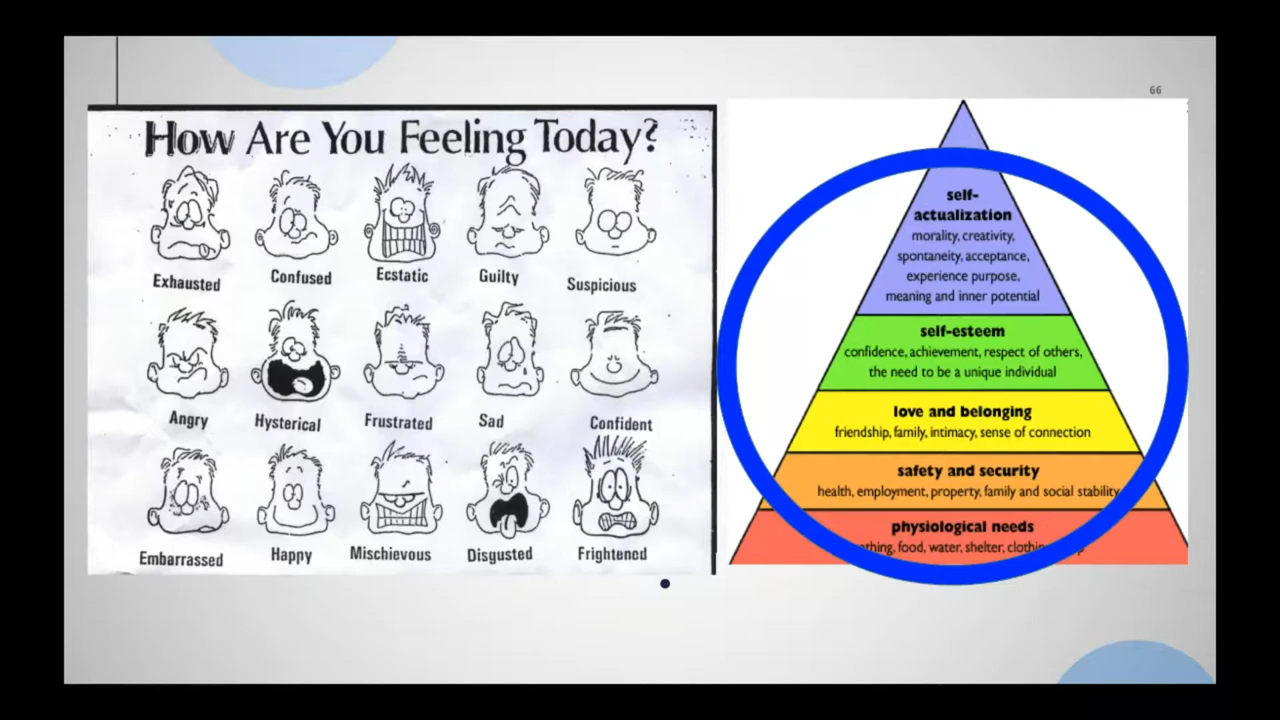 66
How Are You Feeling Today?
Exhausted
Confused
Ecstatic
Guilty
Suspicious
Angry
Hysterical
Frustrated
Sad
Confident
Embarrassed
Happy
Mischievous
Disgusted
Frightened
self-
actualization
morality, creativity,
spontaneity, acceptance,
experience purpose,
meaning and inner potential
self-esteem
confidence, achievement, respect of others,
the need to be a unique individual
love and belonging
friendship, family, intimacy, sense of connection
safety and security
health, employment, property, family and social stability
physiological needs
food, water, shelter,